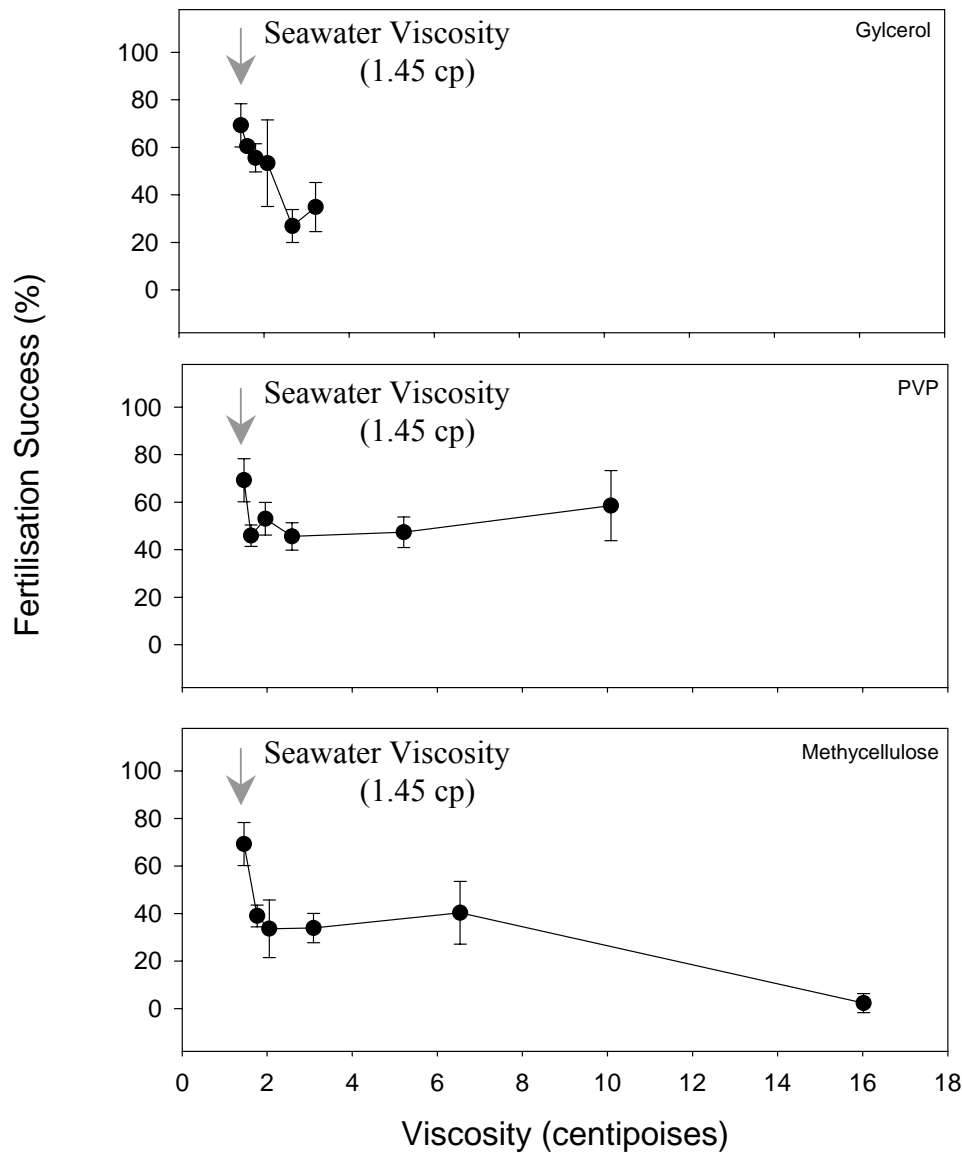 Seawater Viscosity
(1.45 cp)
Gylcerol
100
80
60
40
20
0
Seawater Viscosity
(1.45 cp)
PVP
100
80
60
40
20
0
Fertilisation Success (%)
Seawater Viscosity
(1.45 cp)
Methycellulose
100
80
60
40
20
0
0 2 4 6 8 10 12 14 16 18
Viscosity (centipoises)